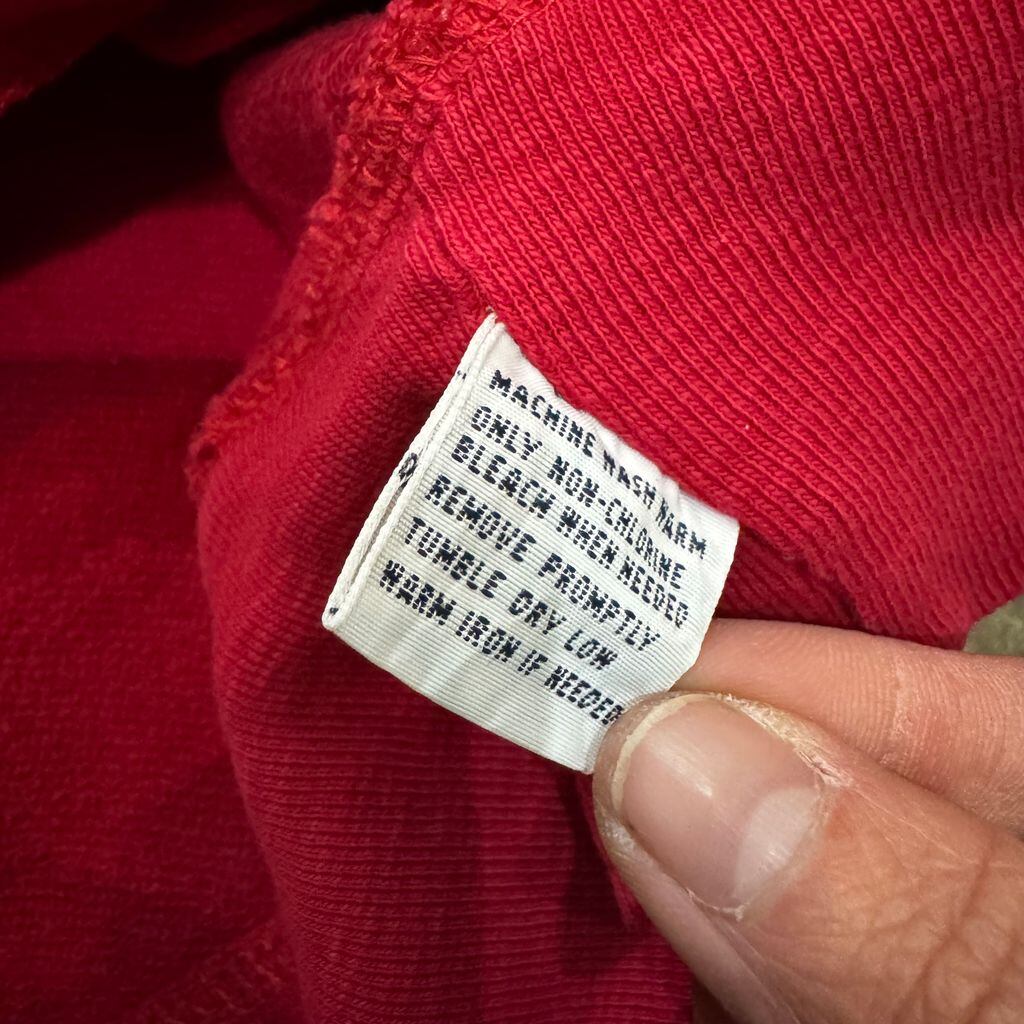 MACHINE WASH WARM
ONLY NON-CHLORINE
BLEACH WHEN NEEDED
REMOVE PROMPTLY
TUMBLE DRY LOW
WARM IRON IF NEEDED